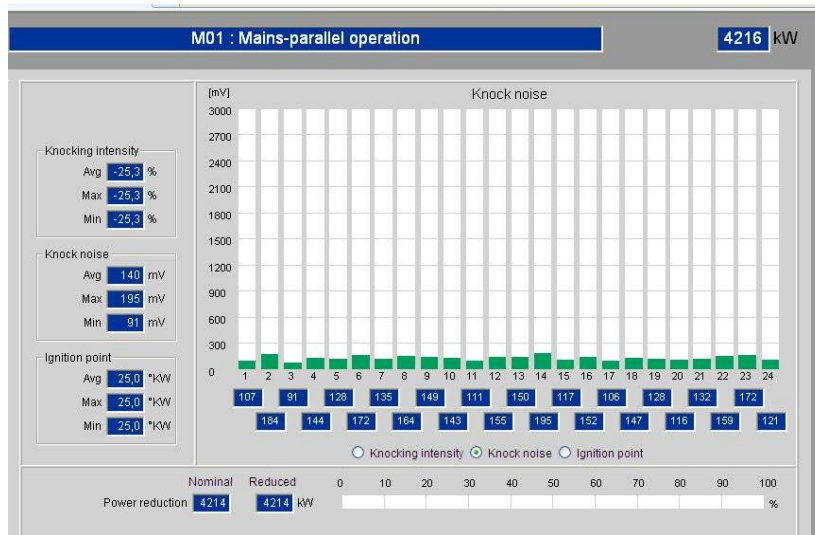 M01 : Mains-parallel operation 4216 kW
[mV] Knock noise
3000
2700
2400
2100
1800
1500
1200
900
600
300
0
Knocking intensity
Avg -25,3 %
Max -25,3 %
Min -25,3 %
Knock noise
Avg 140 mV
Max 195 mV
Min 91 mV
Ignition point
Avg 25,0 °KW
Max 25,0 °KW
Min 25,0 °KW
1 2 3 4 5 6 7 8 9 10 11 12 13 14 15 16 17 18 19 20 21 22 23 24
107 91 128 135 149 111 150 117 106 128 132 172
184 144 172 164 143 155 195 152 147 116 159 121
Knocking intensity Knock noise Ignition point
Nominal Reduced 0 10 20 30 40 50 60 70 80 90 100
Power reduction 4214 4214 kW %